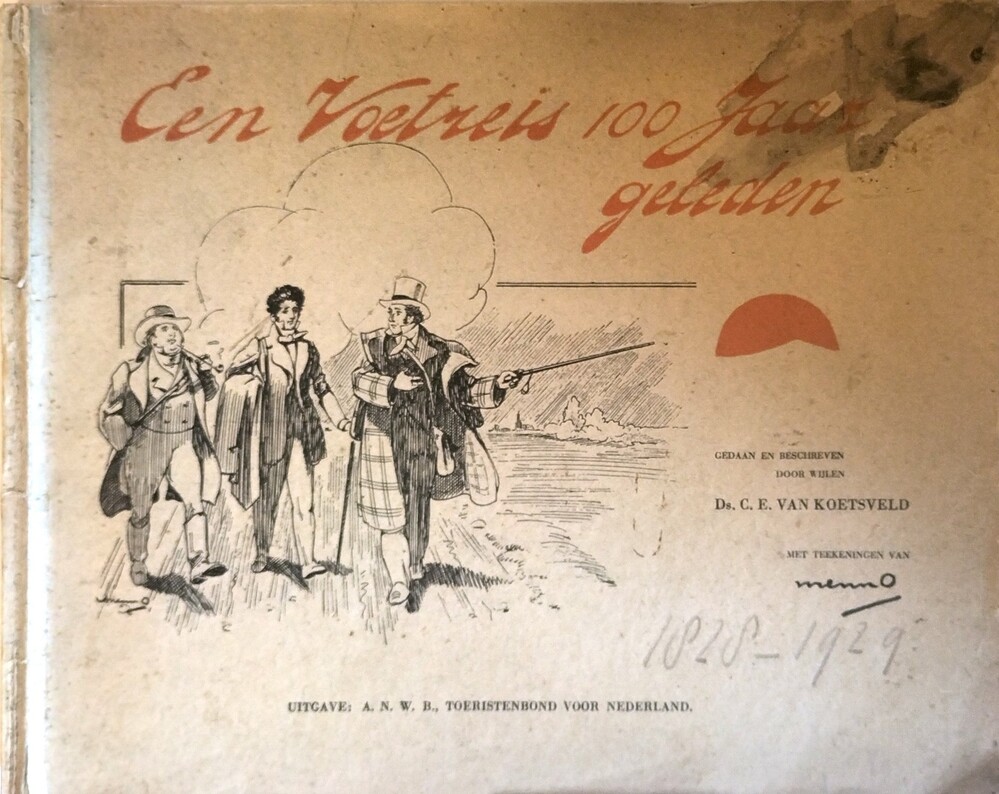 Een Voetreis 100 Jaar
geleden
GEDAAN EN BESCHREVEN
DOOR WIJLEN
Ds. C. E. VAN KOETSVELD
MET TEEKENINGEN VAN
mennO
mennO
1828-1929
UITGAVE: A. N. W. B., TOERISTENBOND VOOR NEDERLAND.